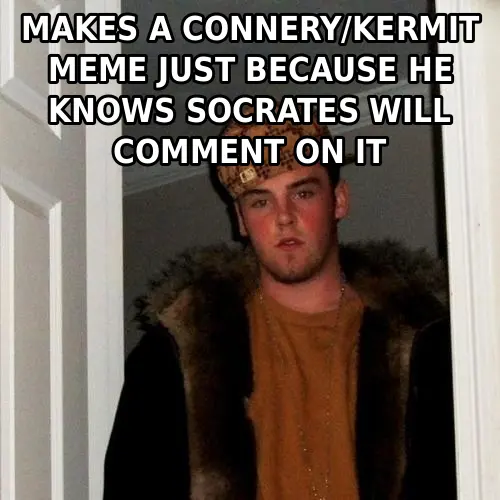 MAKES A CONNERY/KERMIT
MEME JUST BECAUSE HE
KNOWS SOCRATES WILL
COMMENT ON IT